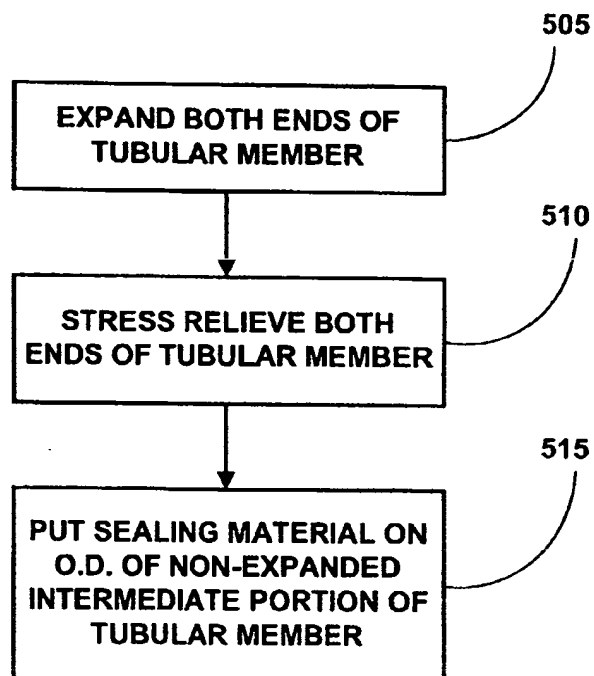 505
EXPAND BOTH ENDS OF
TUBULAR MEMBER
510
STRESS RELIEVE BOTH
ENDS OF TUBULAR MEMBER
515
PUT SEALING MATERIAL ON
O.D. OF NON-EXPANDED
INTERMEDIATE PORTION OF
TUBULAR MEMBER